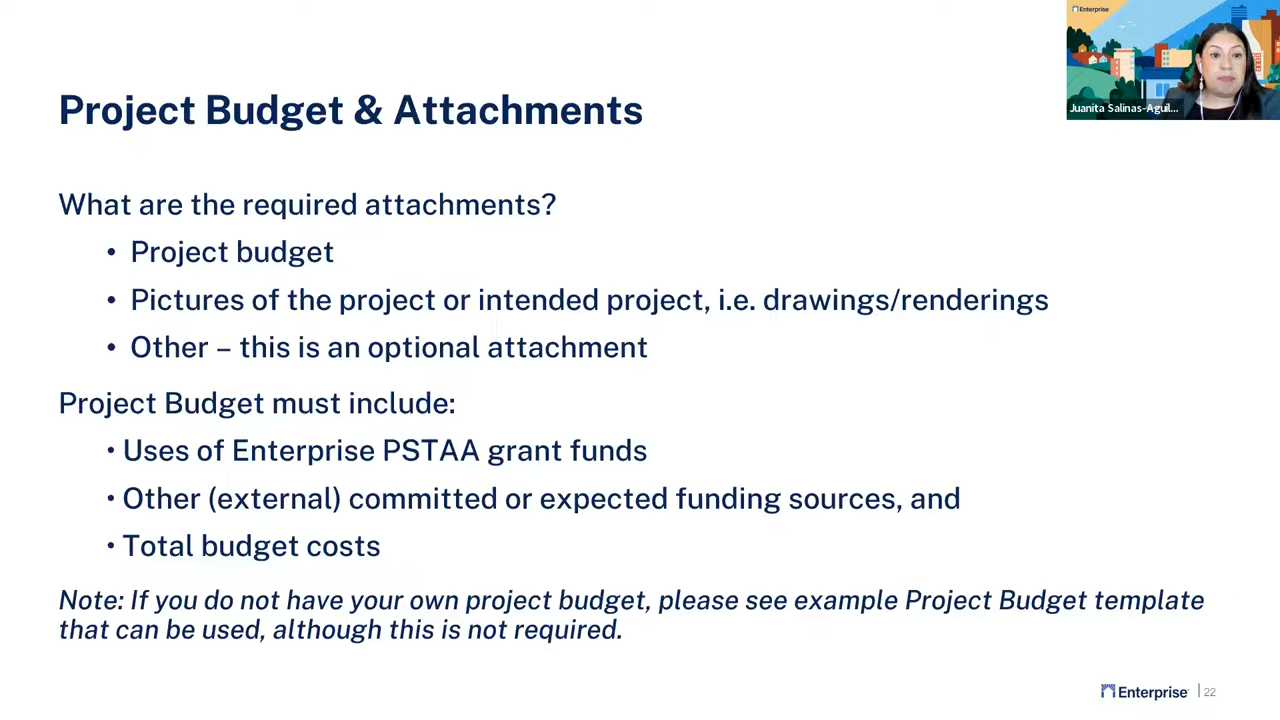 Enterprise
Juanita Salinas-Aguil...
Project Budget & Attachments
What are the required attachments?
• Project budget
• Pictures of the project or intended project, i.e. drawings/renderings
• Other – this is an optional attachment
Project Budget must include:
• Uses of Enterprise PSTAA grant funds
• Other (external) committed or expected funding sources, and
• Total budget costs
Note: If you do not have your own project budget, please see example Project Budget template
that can be used, although this is not required.
Enterprise | 22